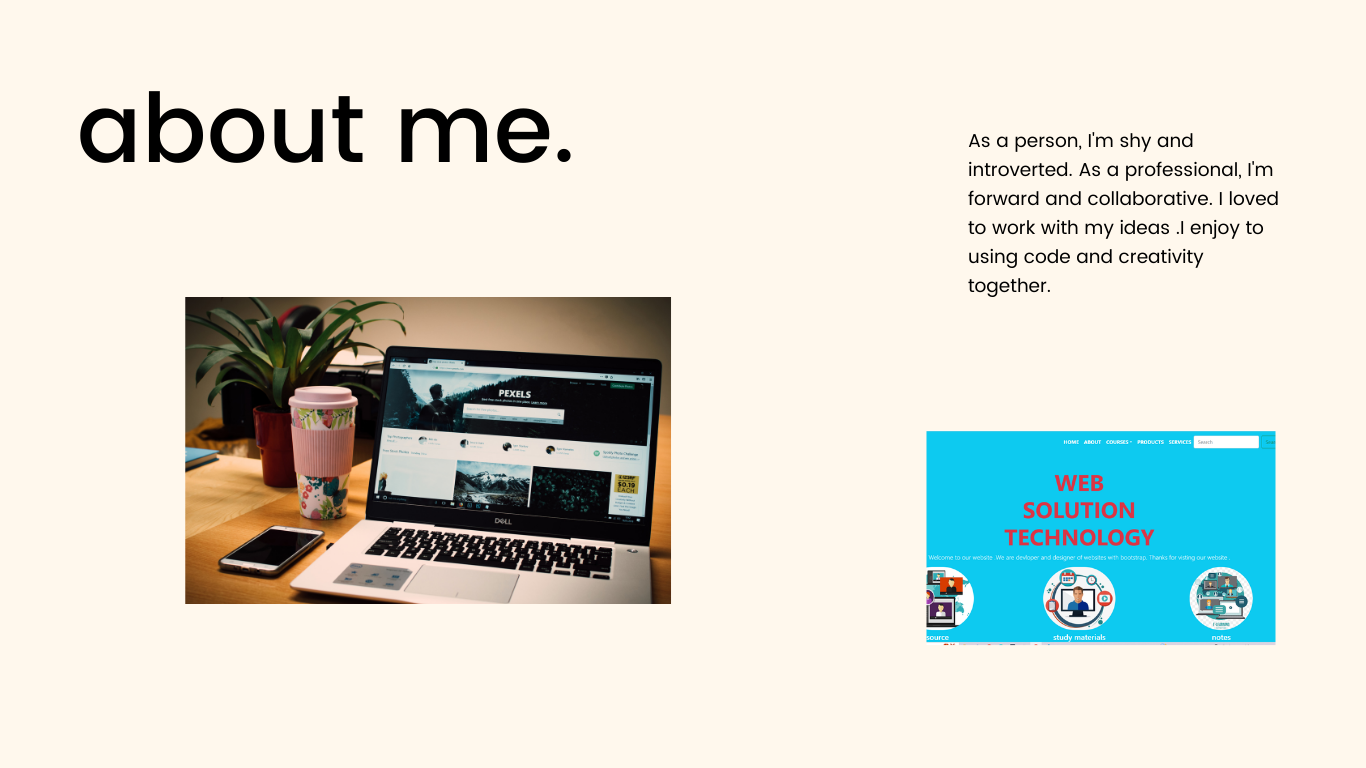 about me.
As a person, I'm shy and
introverted. As a professional, I'm
forward and collaborative. I loved
to work with my ideas .I enjoy to
using code and creativity
together.
PEXELS
$0.19
EACH
DELL
HOME ABOUT COURSES PRODUCTS SERVICES Search
WEB
SOLUTION
TECHNOLOGY
Welcome to our website .We are devloper and designer of websites with bootstrap. Thanks for visting our website .
source study materials notes